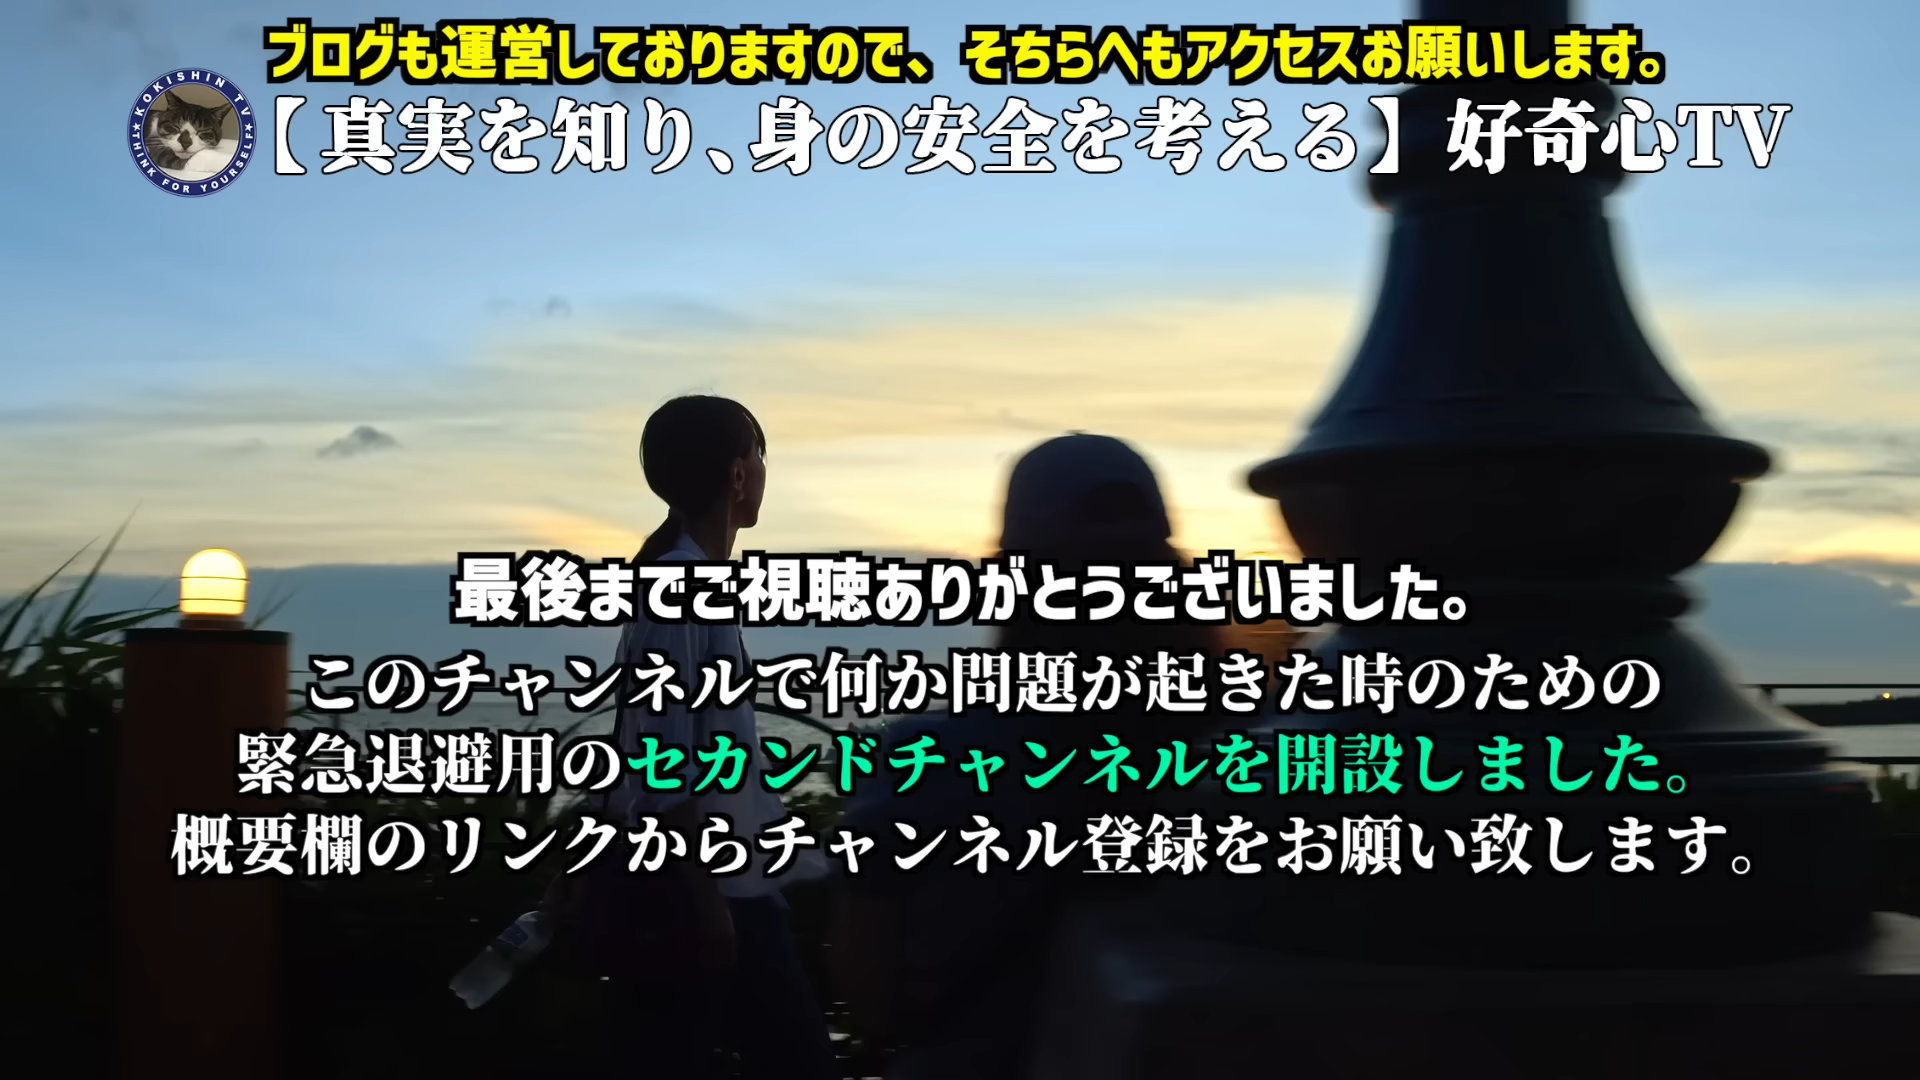 ブログも運営しておりますので、そちらへもアクセスお願いします。
KOKISHIN TV
THINK FOR YOURSELF
【真実を知り、身の安全を考える】好奇心TV
最後までご視聴ありがとうございました。
このチャンネルで何か問題が起きた時のための
緊急退避用のセカンドチャンネルを開設しました。
概要欄のリンクからチャンネル登録をお願い致します。